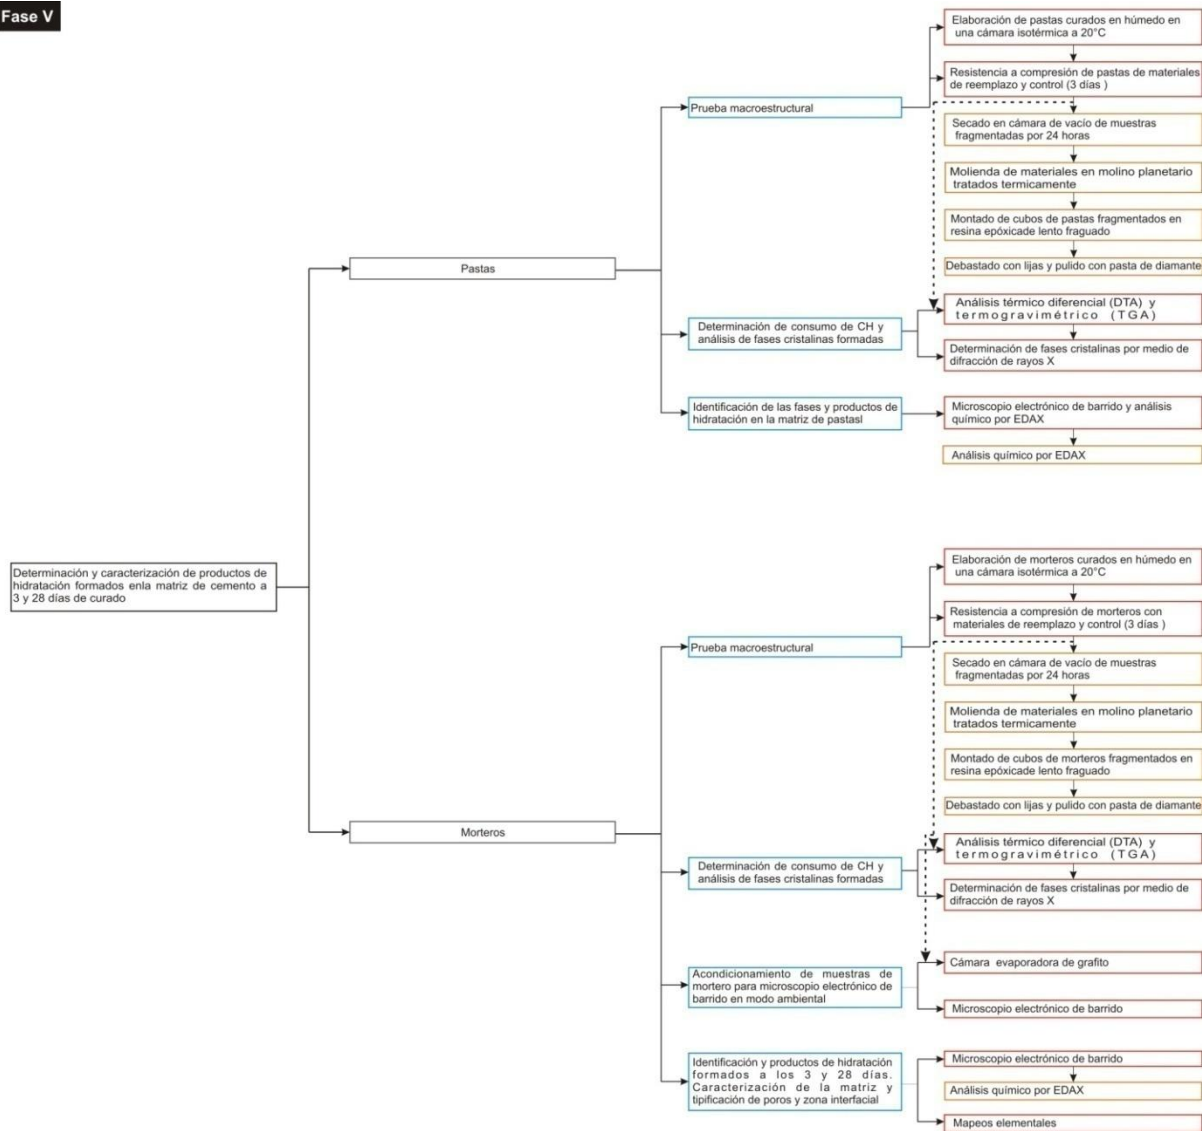 Fase V
Elaboración de pastas curados en húmedo en
una cámara isotérmica a 20°C
Resistencia a compresión de pastas de materiales
de reemplazo y control (3 días )
Prueba macroestructural
Secado en cámara de vacío de muestras
fragmentadas por 24 horas
Molienda de materiales en molino planetario
tratados termicamente
Montado de cubos de pastas fragmentados en
resina epóxicade lento fraguado
Debastado con lijas y pulido con pasta de diamante
Pastas
Determinación de consumo de CH y
análisis de fases cristalinas formadas
Análisis térmico diferencial (DTA) y
termogravimétrico (TGA)
Determinación de fases cristalinas por medio de
difracción de rayos X
Identificación de las fases y productos de
hidratación en la matriz de pastasl
Microscopio electrónico de barrido y análisis
químico por EDAX
Análisis químico por EDAX
Determinación y caracterización de productos de
hidratación formados enla matriz de cemento a
3 y 28 días de curado
Elaboración de morteros curados en húmedo en
una cámara isotérmica a 20°C
Resistencia a compresión de morteros con
materiales de reemplazo y control (3 días )
Prueba macroestructural
Secado en cámara de vacío de muestras
fragmentadas por 24 horas
Molienda de materiales en molino planetario
tratados termicamente
Montado de cubos de morteros fragmentados en
resina epóxicade lento fraguado
Debastado con lijas y pulido con pasta de diamante
Morteros
Determinación de consumo de CH y
análisis de fases cristalinas formadas
Análisis térmico diferencial (DTA) y
termogravimétrico (TGA)
Determinación de fases cristalinas por medio de
difracción de rayos X
Acondicionamiento de muestras de
mortero para microscopio electrónico de
barrido en modo ambiental
Cámara evaporadora de grafito
Microscopio electrónico de barrido
Identificación y productos de hidratación
formados a los 3 y 28 días.
Caracterización de la matriz y
tipificación de poros y zona interfacial
Microscopio electrónico de barrido
Análisis químico por EDAX
Mapeos elementales